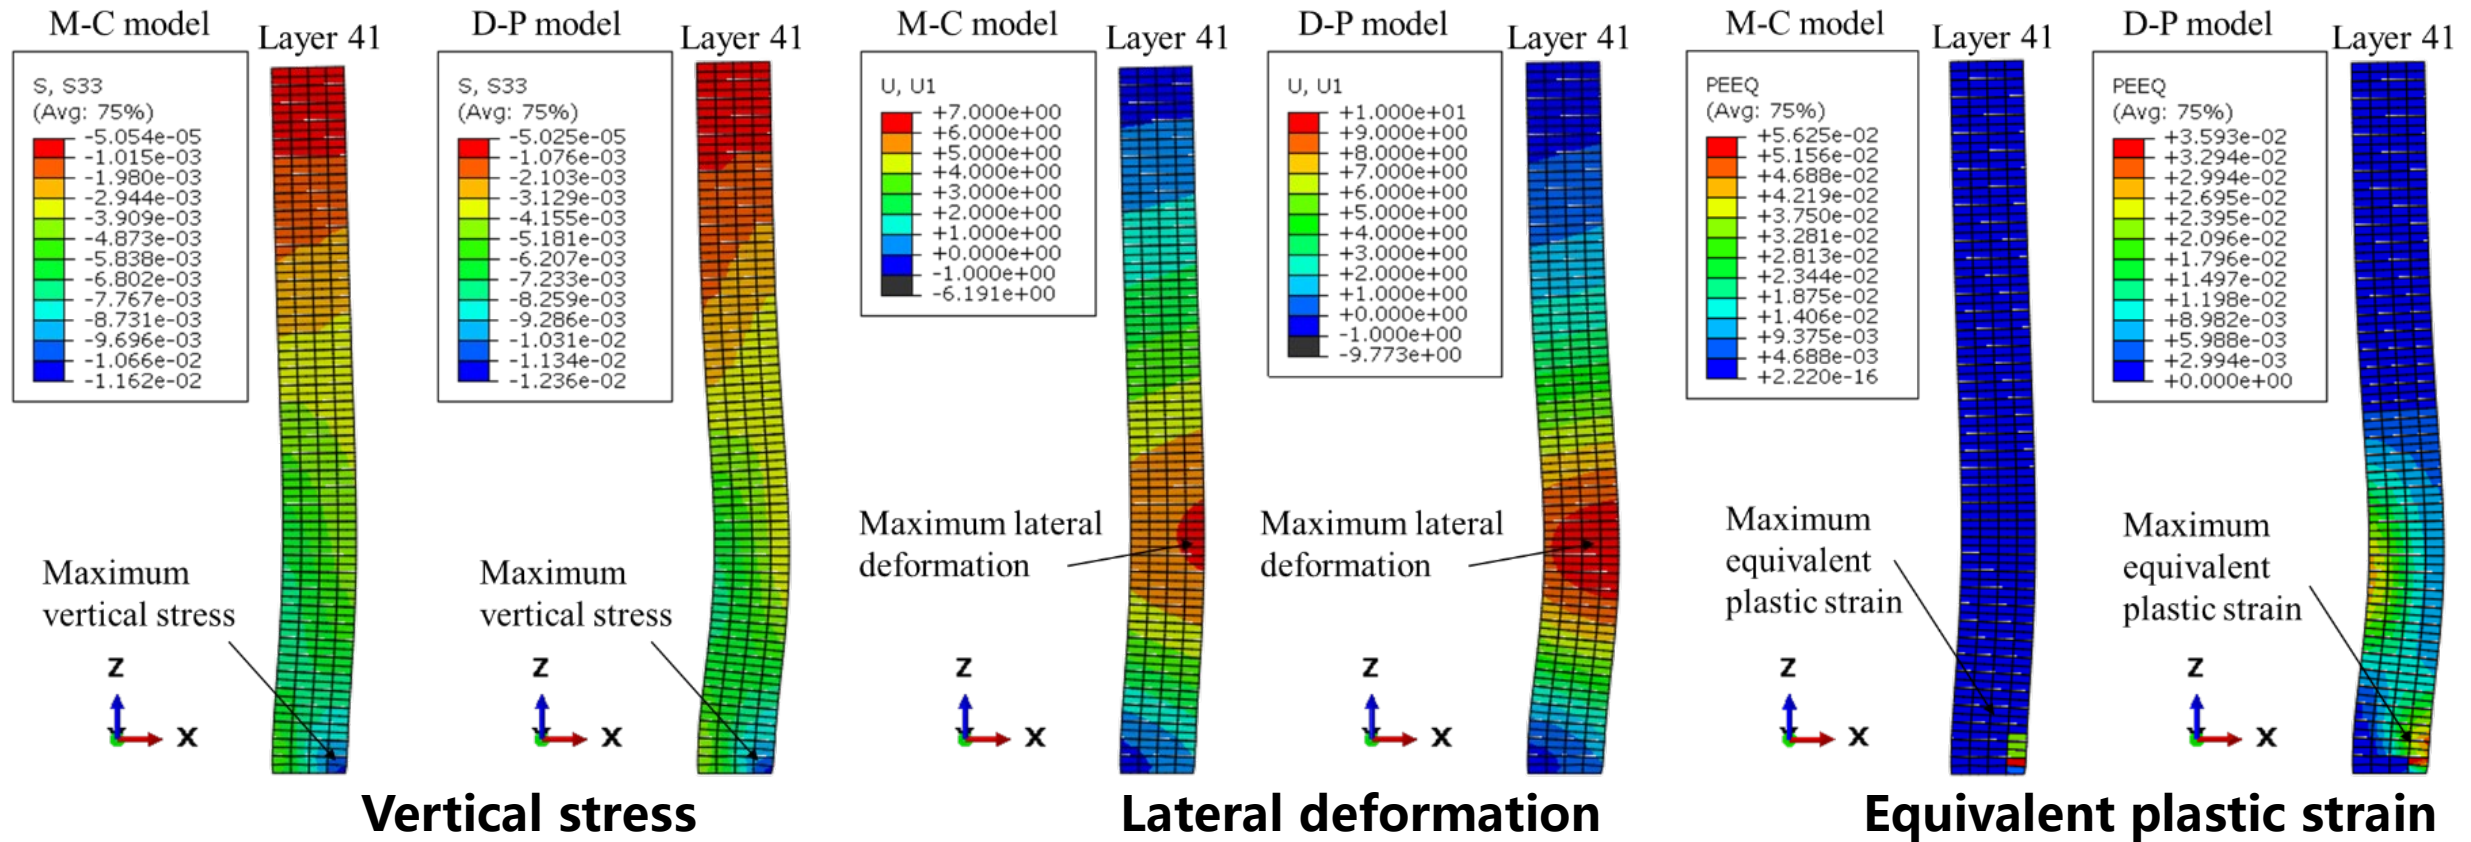 M-C model
Layer 41
S, S33
(Avg: 75%)
-5.054e-05
-1.015e-03
-1.980e-03
-2.944e-03
-3.909e-03
-4.873e-03
-5.838e-03
-6.802e-03
-7.767e-03
-8.731e-03
-9.696e-03
-1.066e-02
-1.162e-02
Maximum
vertical stress
Z
Y
X
D-P model
Layer 41
S, S33
(Avg: 75%)
-5.025e-05
-1.076e-03
-2.103e-03
-3.129e-03
-4.155e-03
-5.181e-03
-6.207e-03
-7.233e-03
-8.259e-03
-9.286e-03
-1.031e-02
-1.134e-02
-1.236e-02
Maximum
vertical stress
Z
Y
X
Vertical stress
M-C model
Layer 41
U, U1
+7.000e+00
+6.000e+00
+5.000e+00
+4.000e+00
+3.000e+00
+2.000e+00
+1.000e+00
+0.000e+00
-1.000e+00
-6.191e+00
Maximum lateral
deformation
Z
Y
X
D-P model
Layer 41
U, U1
+1.000e+01
+9.000e+00
+8.000e+00
+7.000e+00
+6.000e+00
+5.000e+00
+4.000e+00
+3.000e+00
+2.000e+00
+1.000e+00
+0.000e+00
-1.000e+00
-9.773e+00
Maximum lateral
deformation
Z
Y
X
Lateral deformation
M-C model
Layer 41
PEEQ
(Avg: 75%)
+5.625e-02
+5.156e-02
+4.688e-02
+4.219e-02
+3.750e-02
+3.281e-02
+2.813e-02
+2.344e-02
+1.875e-02
+1.406e-02
+9.375e-03
+4.688e-03
+2.220e-16
Maximum
equivalent
plastic strain
Z
Y
X
D-P model
Layer 41
PEEQ
(Avg: 75%)
+3.593e-02
+3.294e-02
+2.994e-02
+2.695e-02
+2.395e-02
+2.096e-02
+1.796e-02
+1.497e-02
+1.198e-02
+8.982e-03
+5.988e-03
+2.994e-03
+0.000e+00
Maximum
equivalent
plastic strain
Z
Y
X
Equivalent plastic strain